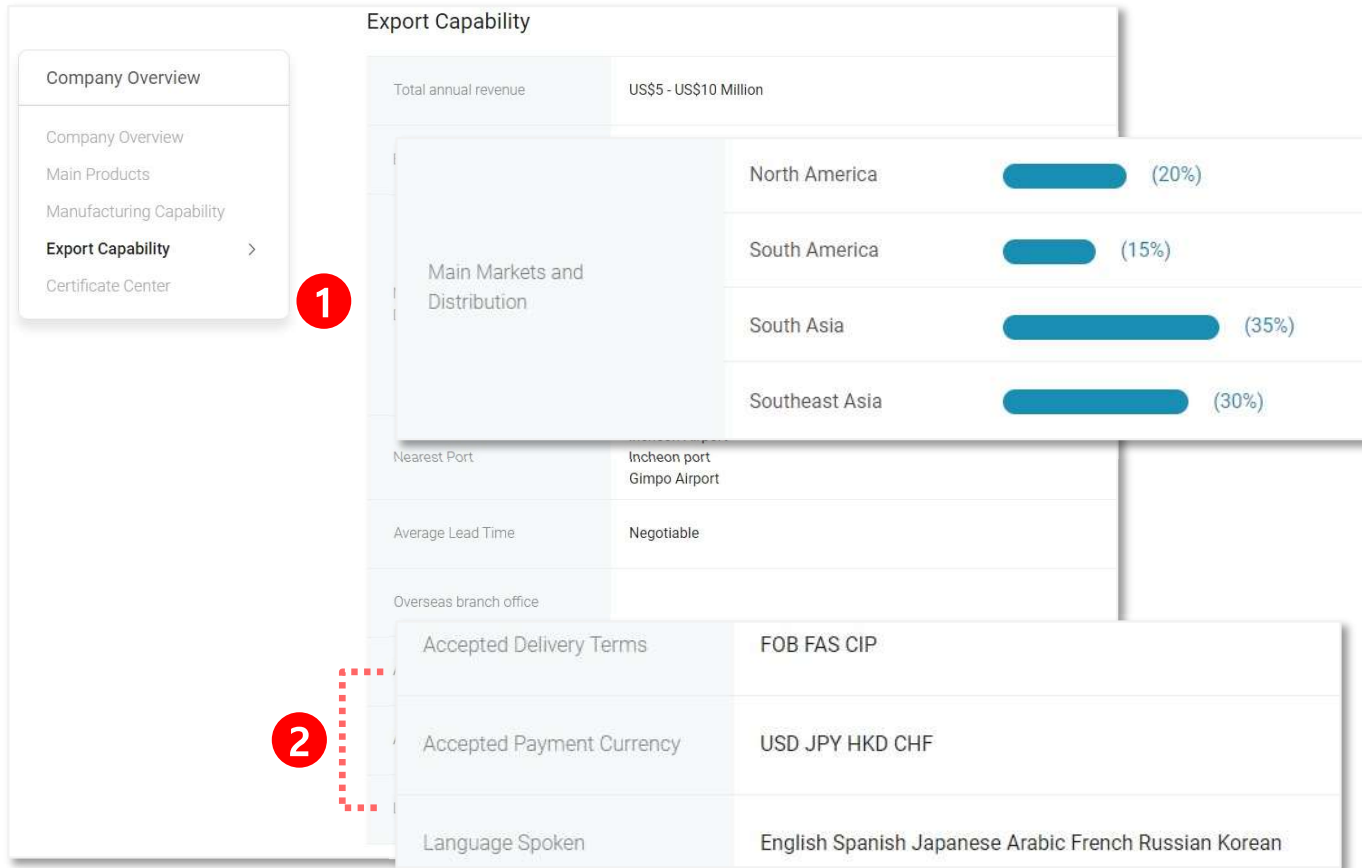 Export Capability
Company Overview
Company Overview
Main Products
Manufacturing Capability
Export Capability
Certificate Center
1
Total annual revenue US$5 - US$10 Million
Main Markets and
Distribution
North America (20%)
South America (15%)
South Asia (35%)
Southeast Asia (30%)
Nearest Port
Incheon port
Gimpo Airport
Average Lead Time Negotiable
Overseas branch office
2
Accepted Delivery Terms FOB FAS CIP
Accepted Payment Currency USD JPY HKD CHF
Language Spoken English Spanish Japanese Arabic French Russian Korean